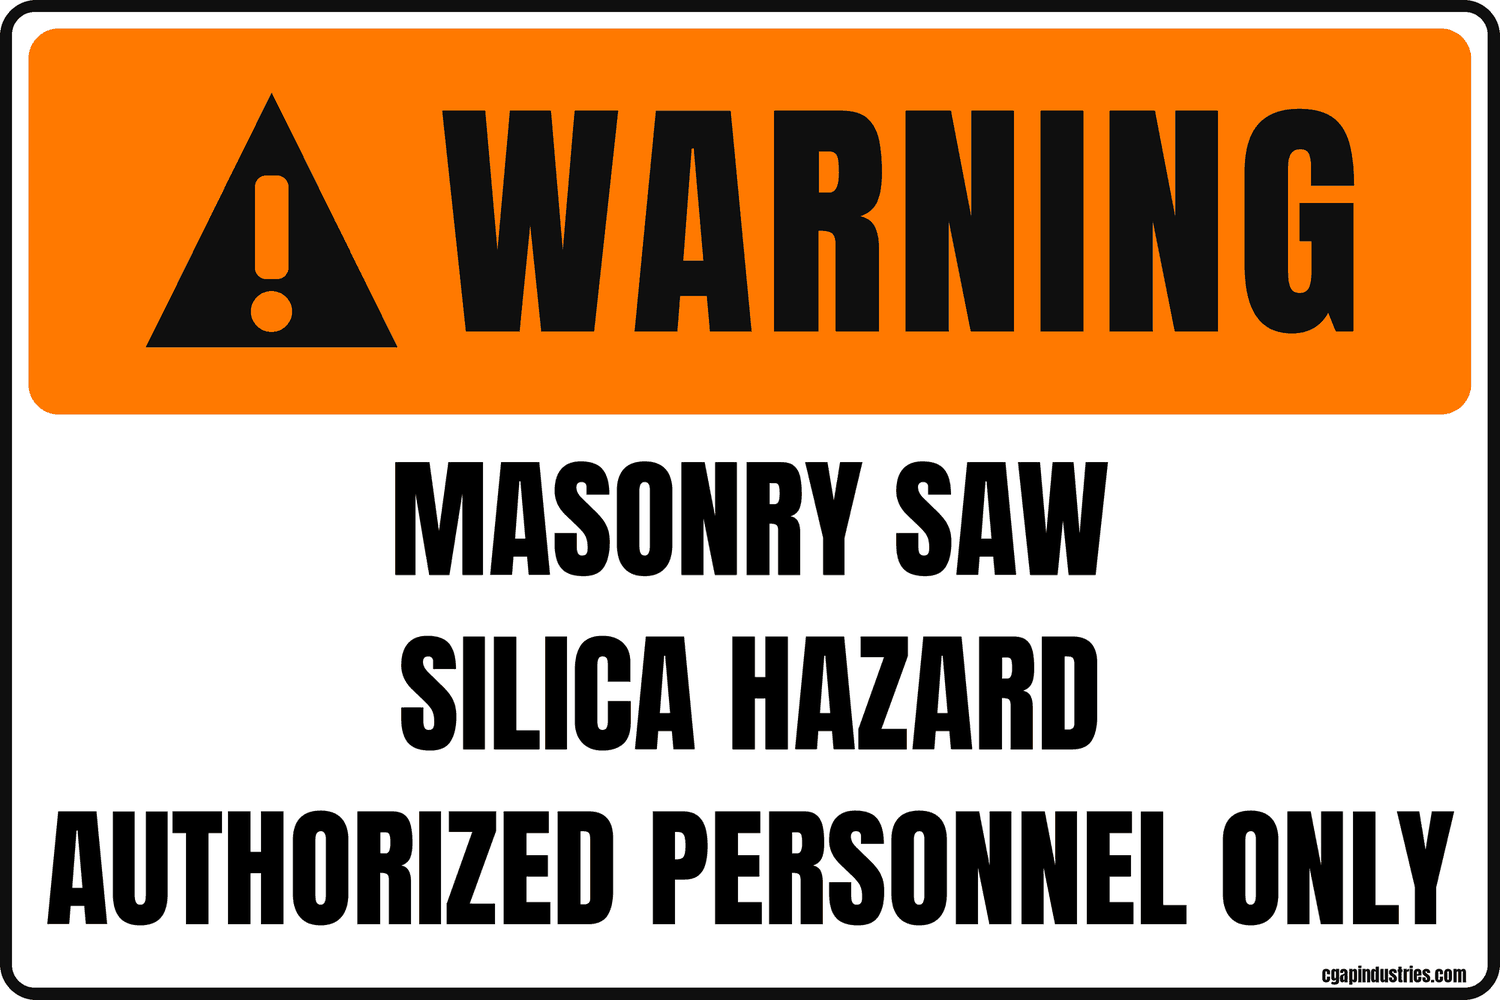 WARNING
MASONRY SAW
SILICA HAZARD
AUTHORIZED PERSONNEL ONLY
cgapindustries.com